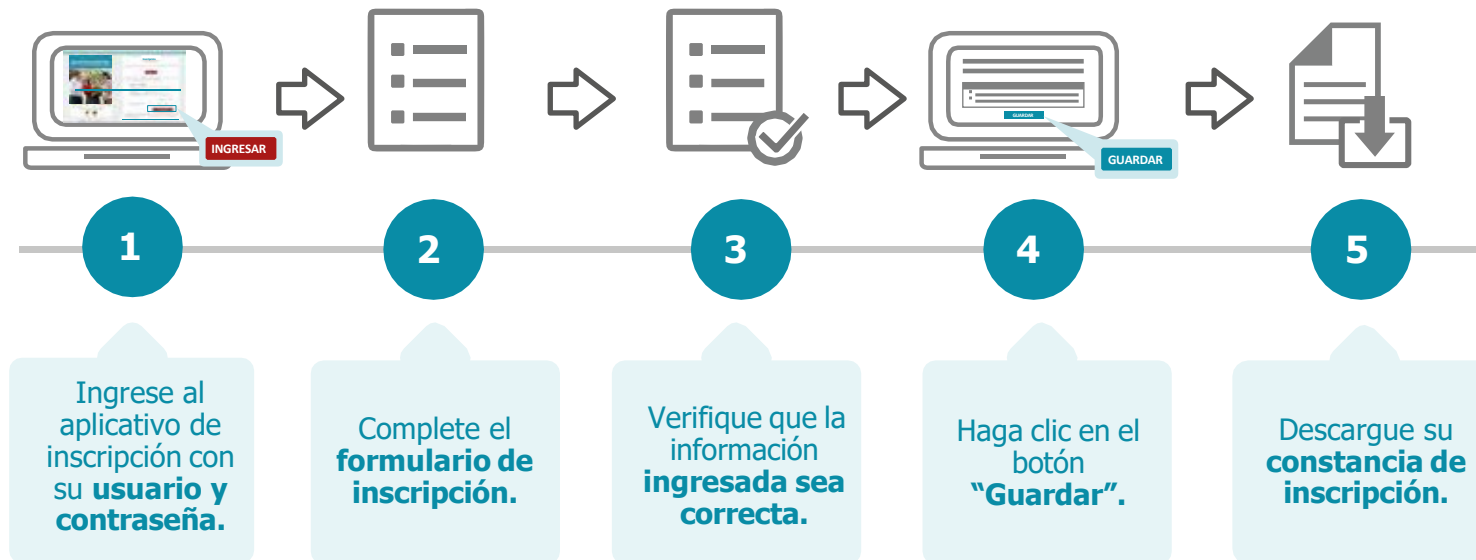 INGRESAR
GUARDAR
GUARDAR
1
2
3
4
5
Ingrese al
aplicativo de
inscripción con
su usuario y
contraseña.
Complete el
formulario de
inscripción.
Verifique que la
información
ingresada sea
correcta.
Haga clic en el
botón
“Guardar”.
Descargue su
constancia de
inscripción.